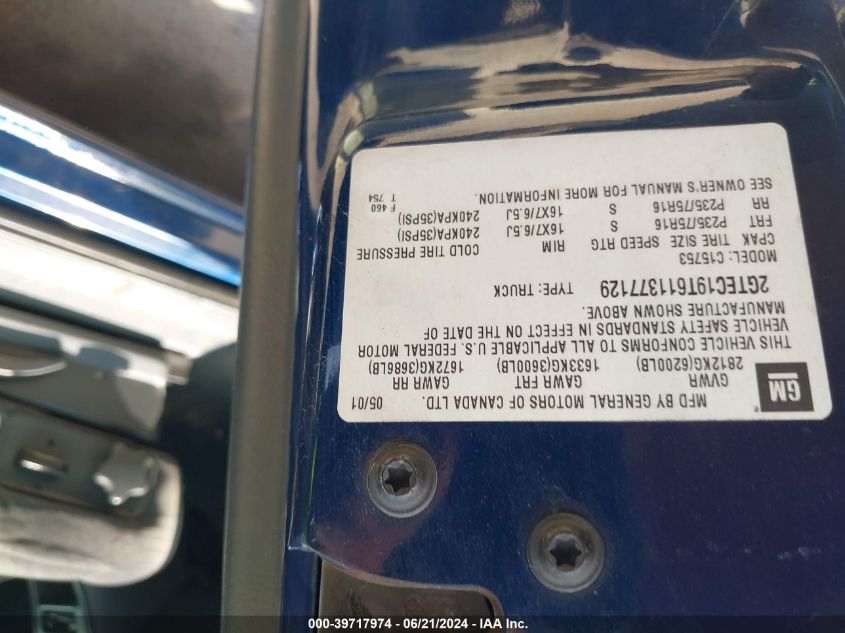 GM
MFD BY GENERAL MOTORS OF CANADA LTD.
05/01
GVWR GAWR FRT GAWR RR
2812KG(6200LB) 1633KG(3600LB) 1672KG(3686LB)
THIS VEHICLE CONFORMS TO ALL APPLICABLE U.S. FEDERAL MOTOR
VEHICLE SAFETY STANDARDS IN EFFECT ON THE DATE OF
MANUFACTURE SHOWN ABOVE.
2GTEC19T611377129 TYPE: TRUCK
MODEL: C15753
CPAK TIRE SIZE SPEED RTG RIM COLD TIRE PRESSURE
FRT P235/75R16 S 16X7/6.5J 240KPA(35PSI)
RR P235/75R16 S 16X7/6.5J 240KPA(35PSI)
SEE OWNER'S MANUAL FOR MORE INFORMATION.
F 460
T 754
000-39717974 - 06/21/2024 - IAA Inc.